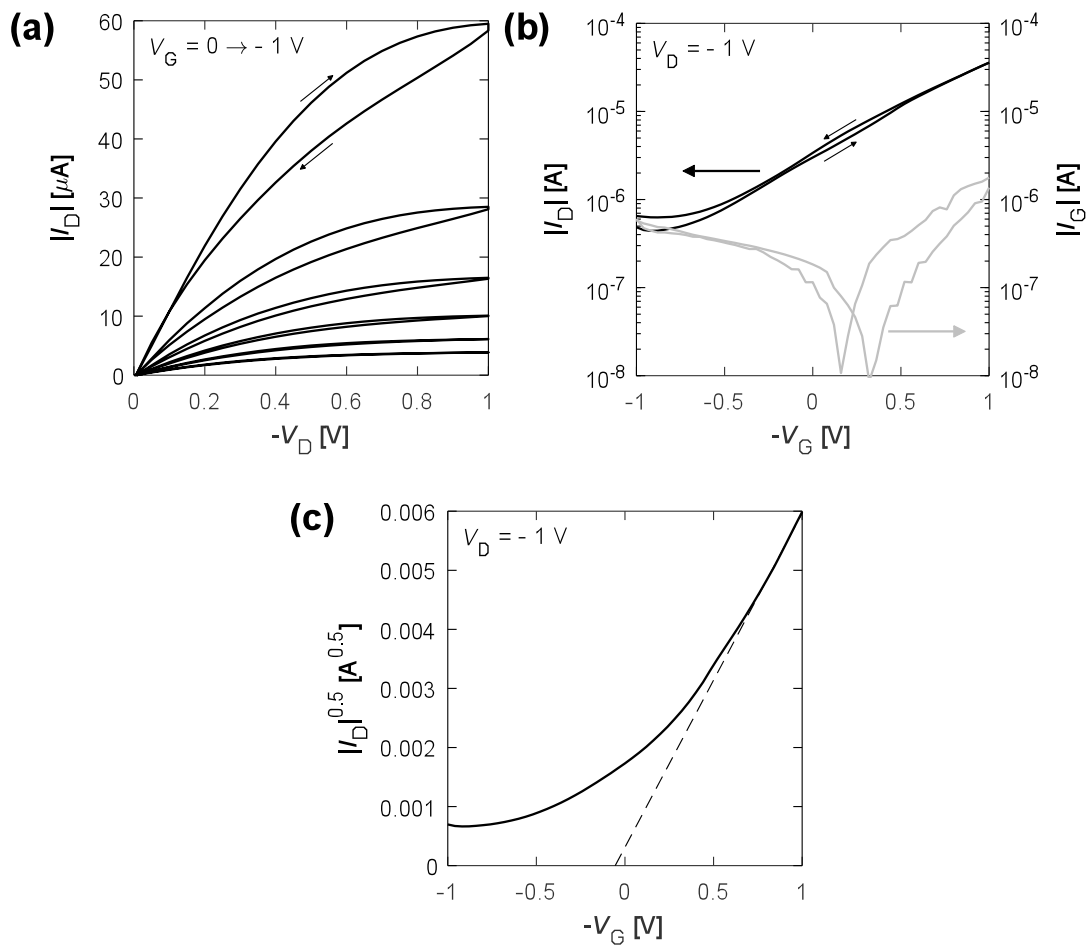 (a)
V_G = 0 → - 1 V
|I_D| [µA]
60
50
40
30
20
10
0
0 0.2 0.4 0.6 0.8 1
-V_D [V]
(b)
V_D = - 1 V
|I_D| [A]
10^-4
10^-5
10^-6
10^-7
10^-8
-1 -0.5 0 0.5 1
-V_G [V]
10^-4
10^-5
10^-6
10^-7
10^-8
|I_G| [A]
(c)
V_D = - 1 V
|I_D|^0.5 [A^0.5]
0.006
0.005
0.004
0.003
0.002
0.001
0
-1 -0.5 0 0.5 1
-V_G [V]